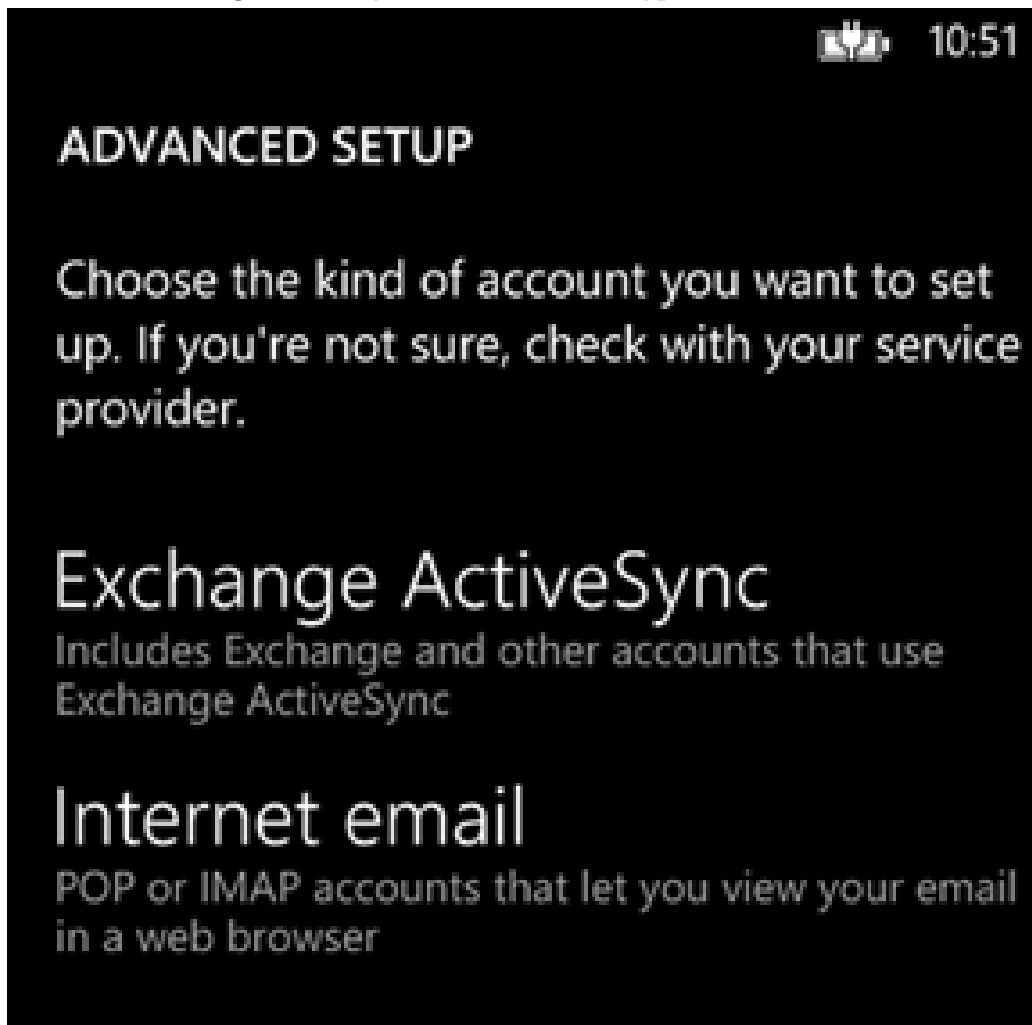 10:51
ADVANCED SETUP
Choose the kind of account you want to set
up. If you're not sure, check with your service
provider.
Exchange ActiveSync
Includes Exchange and other accounts that use
Exchange ActiveSync
Internet email
POP or IMAP accounts that let you view your email
in a web browser